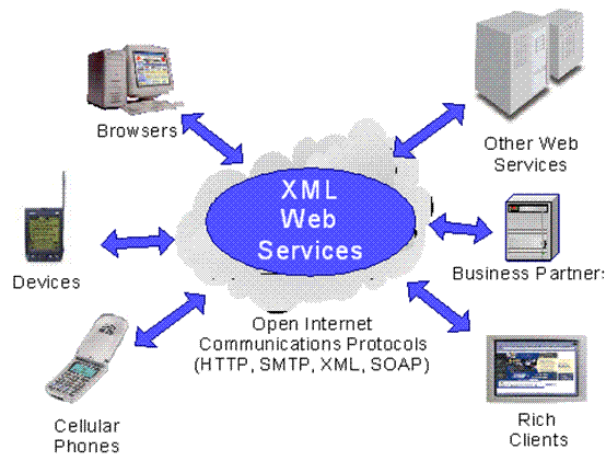 Browsers
Other Web
Services
XML
Web
Services
Devices
Business Partners
Open Internet
Communications Protocols
(HTTP, SMTP, XML, SOAP)
Cellular
Phones
Rich
Clients